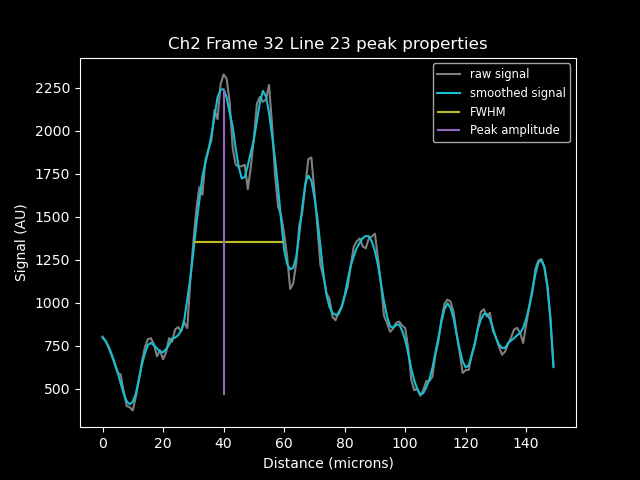 Ch2 Frame 32 Line 23 peak properties
raw signal
smoothed signal
FWHM
Peak amplitude
Signal (AU)
2250
2000
1750
1500
1250
1000
750
500
0 20 40 60 80 100 120 140
Distance (microns)